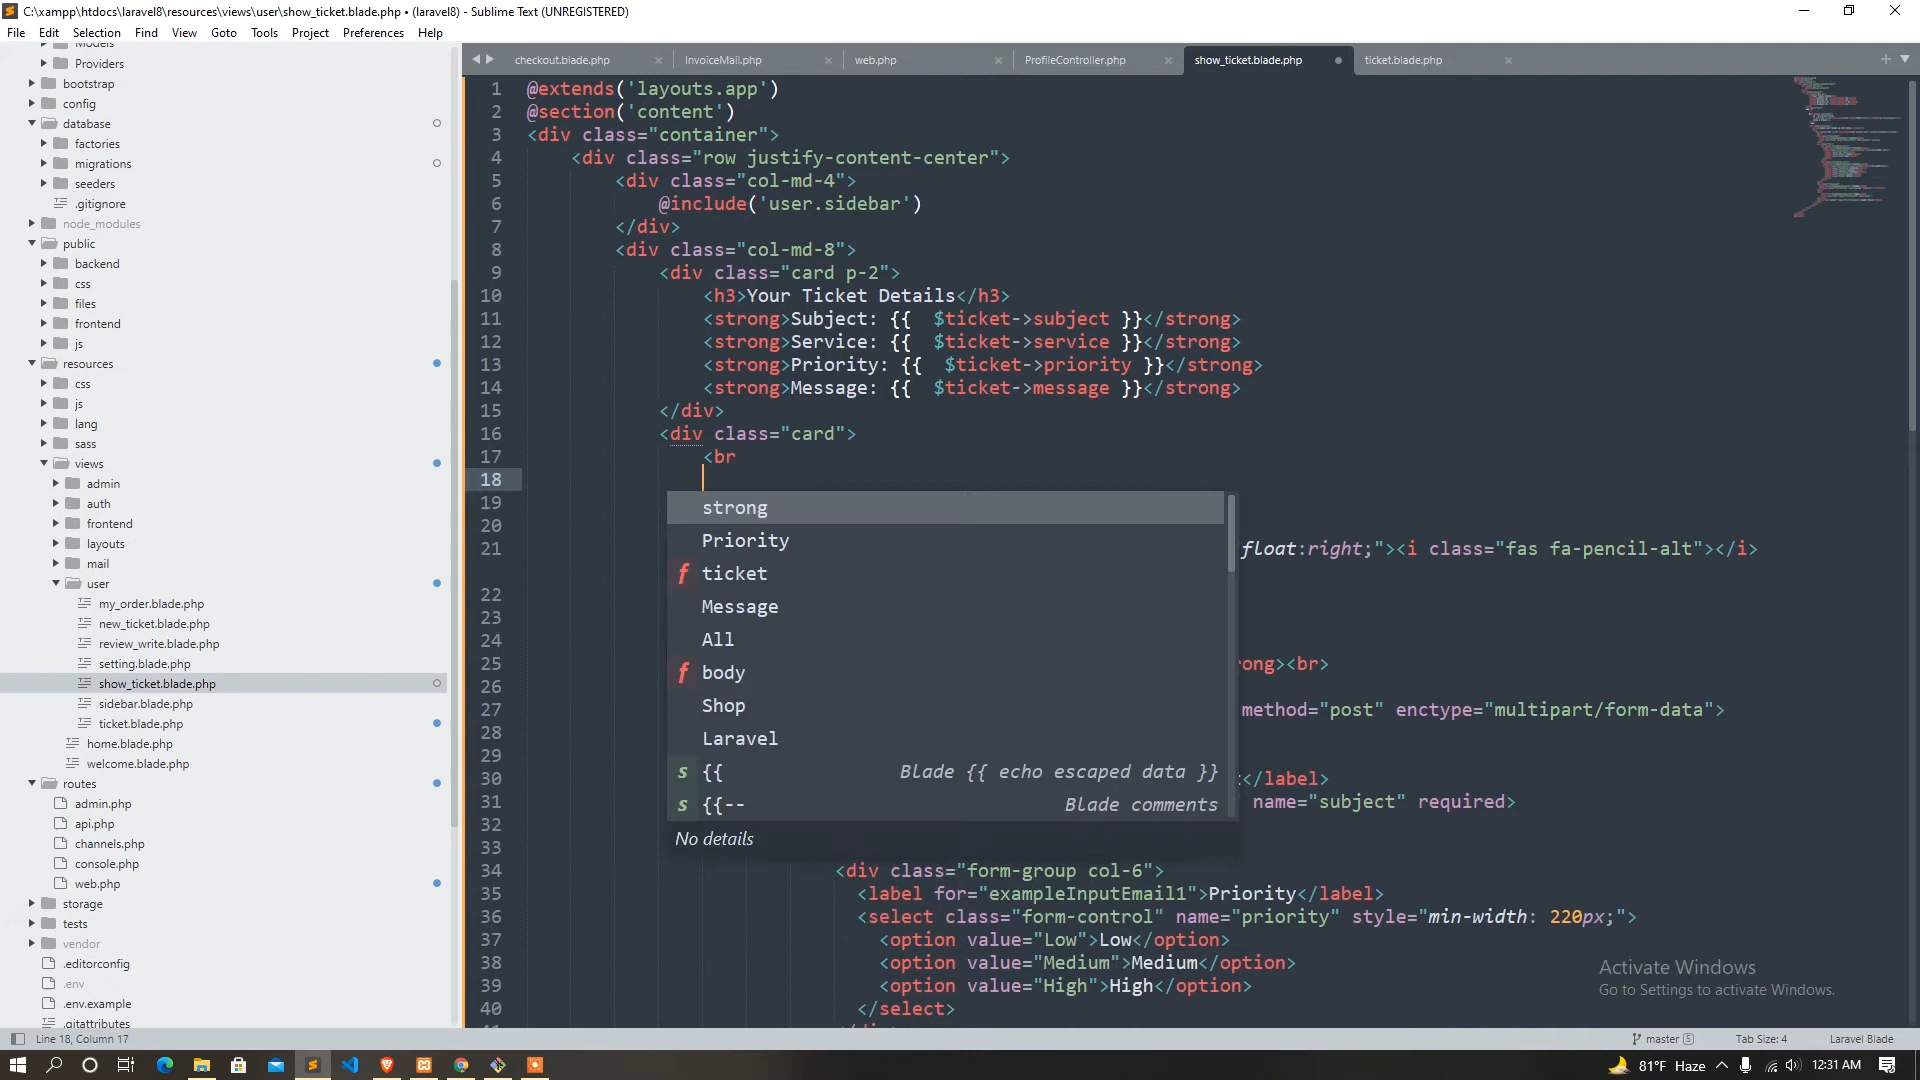 C:\xampp\htdocs\laravel8\resources\views\user\show_ticket.blade.php • (laravel8) - Sublime Text (UNREGISTERED)
File Edit Selection Find View Goto Tools Project Preferences Help
Models
Providers
bootstrap
config
database
factories
migrations
seeders
.gitignore
node_modules
public
backend
css
files
frontend
js
resources
css
js
lang
sass
views
admin
auth
frontend
layouts
mail
user
my_order.blade.php
new_ticket.blade.php
review_write.blade.php
setting.blade.php
show_ticket.blade.php
sidebar.blade.php
ticket.blade.php
home.blade.php
welcome.blade.php
routes
admin.php
api.php
channels.php
console.php
web.php
storage
tests
vendor
.editorconfig
.env
.env.example
.gitattributes
checkout.blade.php InvoiceMail.php web.php ProfileController.php show_ticket.blade.php ticket.blade.php
1 @extends('layouts.app')
2 @section('content')
3 <div class="container">
4 <div class="row justify-content-center">
5 <div class="col-md-4">
6 @include('user.sidebar')
7 </div>
8 <div class="col-md-8">
9 <div class="card p-2">
10 <h3>Your Ticket Details</h3>
11 <strong>Subject: {{  $ticket->subject }}</strong>
12 <strong>Service: {{  $ticket->service }}</strong>
13 <strong>Priority: {{  $ticket->priority }}</strong>
14 <strong>Message: {{  $ticket->message }}</strong>
15 </div>
16 <div class="card">
17 <br
18
19
20
21 float:right;"><i class="fas fa-pencil-alt"></i>
22
23
24
25 ong><br>
26
27 method="post" enctype="multipart/form-data">
28
29
30 </label>
31 name="subject" required>
32
33
34 <div class="form-group col-6">
35 <label for="exampleInputEmail1">Priority</label>
36 <select class="form-control" name="priority" style="min-width: 220px;">
37 <option value="Low">Low</option>
38 <option value="Medium">Medium</option>
39 <option value="High">High</option>
40 </select>
strong
Priority
f ticket
Message
All
f body
Shop
Laravel
s {{ Blade {{ echo escaped data }}
s {{-- Blade comments
No details
Activate Windows
Go to Settings to activate Windows.
Line 18, Column 17 master 5 Tab Size: 4 Laravel Blade
81°F Haze 12:31 AM